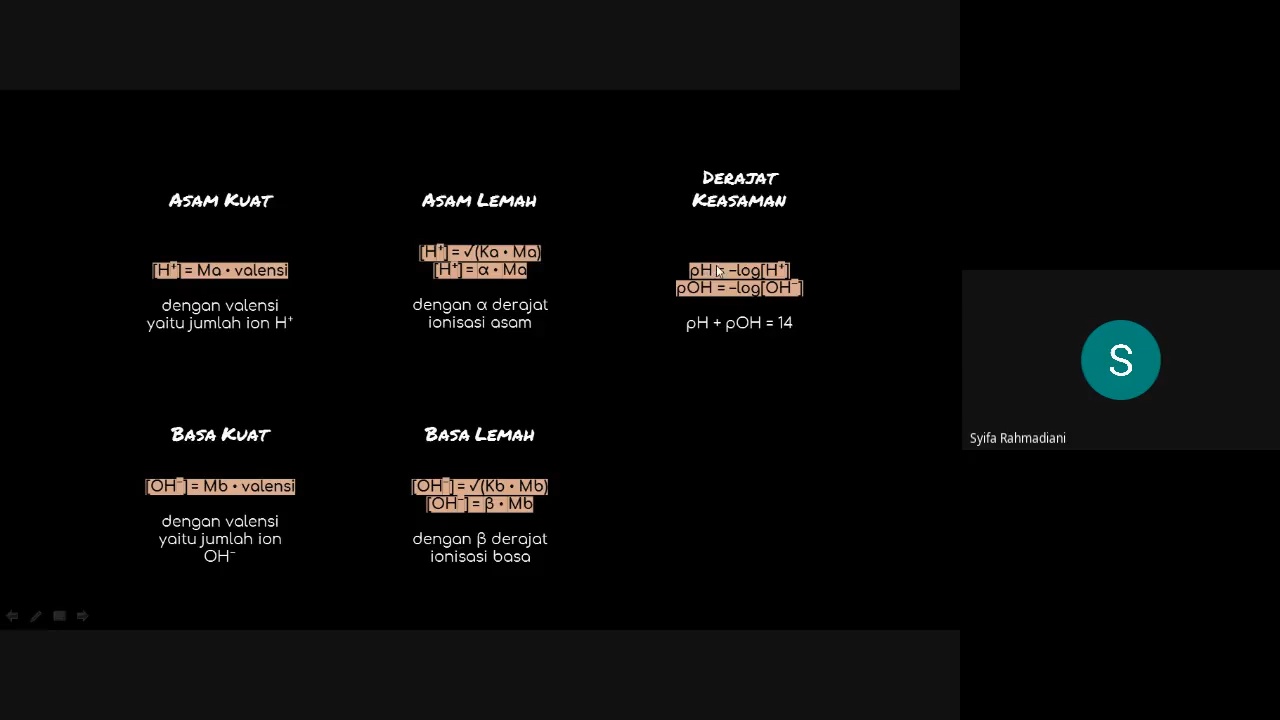 Asam Kuat
[H⁺] = Ma • valensi
dengan valensi
yaitu jumlah ion H⁺
Asam Lemah
[H⁺] = √(Ka • Ma)
[H⁺] = α • Ma
dengan α derajat
ionisasi asam
Derajat
Keasaman
pH = −log[H⁺]
pOH = −log[OH⁻]
pH + pOH = 14
Basa Kuat
[OH⁻] = Mb • valensi
dengan valensi
yaitu jumlah ion
OH⁻
Basa Lemah
[OH⁻] = √(Kb • Mb)
[OH⁻] = β • Mb
dengan β derajat
ionisasi basa
S
Syifa Rahmadiani